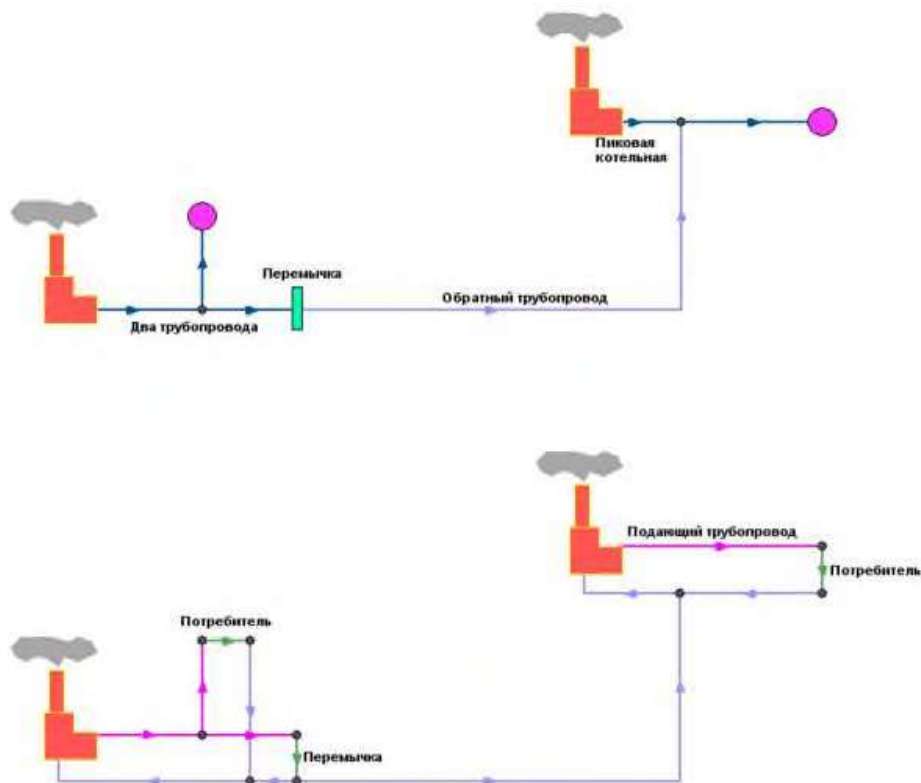 Пиковая
котельная
Перемычка
Обратный трубопровод
Два трубопровода
Подающий трубопровод
Потребитель
Потребитель
Перемычка